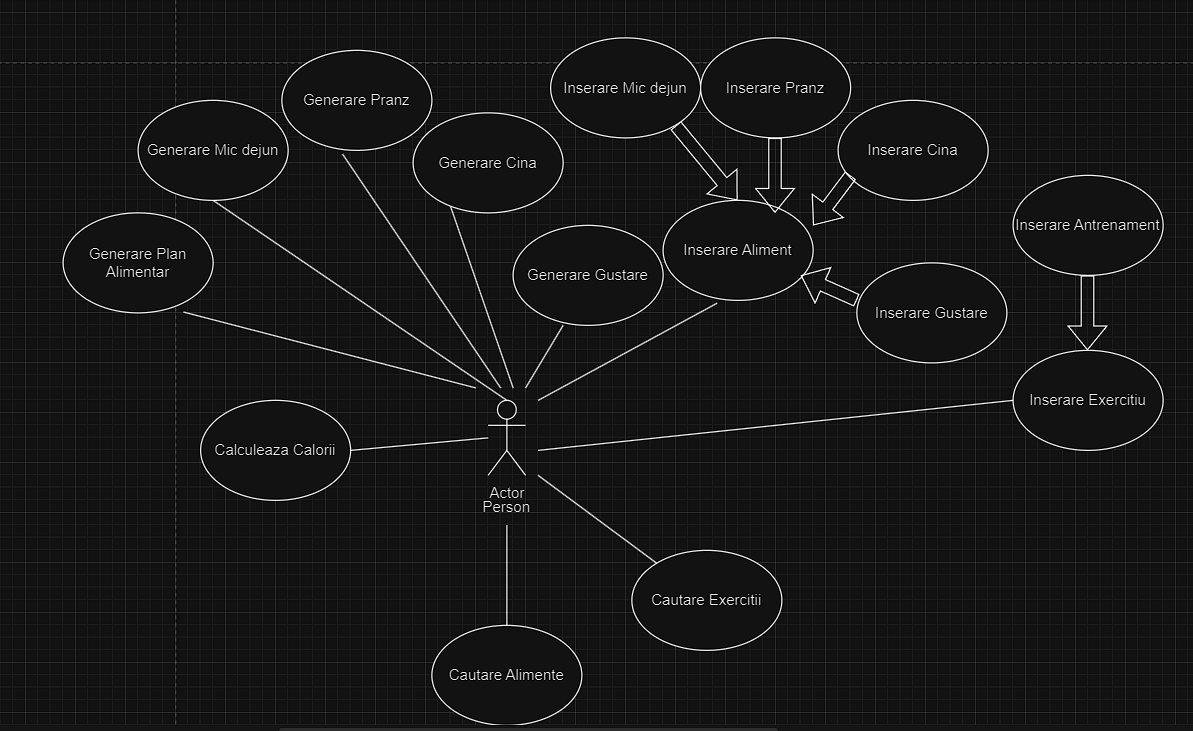 Inserare Mic dejun
Inserare Pranz
Generare Pranz
Generare Mic dejun
Generare Cina
Inserare Cina
Inserare Antrenament
Generare Plan
Alimentar
Generare Gustare
Inserare Aliment
Inserare Gustare
Inserare Exercitiu
Calculeaza Calorii
Actor
Person
Cautare Exercitii
Cautare Alimente